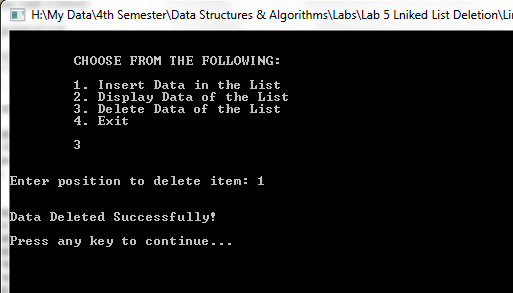 H:\My Data\4th Semester\Data Structures & Algorithms\Labs\Lab 5 Lniked List Deletion\Lin
CHOOSE FROM THE FOLLOWING:
1. Insert Data in the List
2. Display Data of the List
3. Delete Data of the List
4. Exit
3
Enter position to delete item: 1
Data Deleted Successfully!
Press any key to continue...